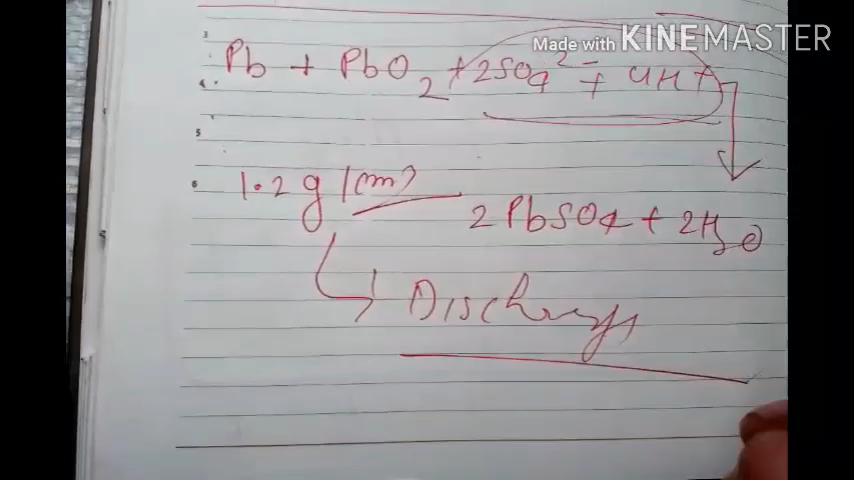 Made with KINEMASTER
Pb + PbO2 + 2SO4^2- + 4H+
1.2 g/cm3
2PbSO4 + 2H2O
Discharge